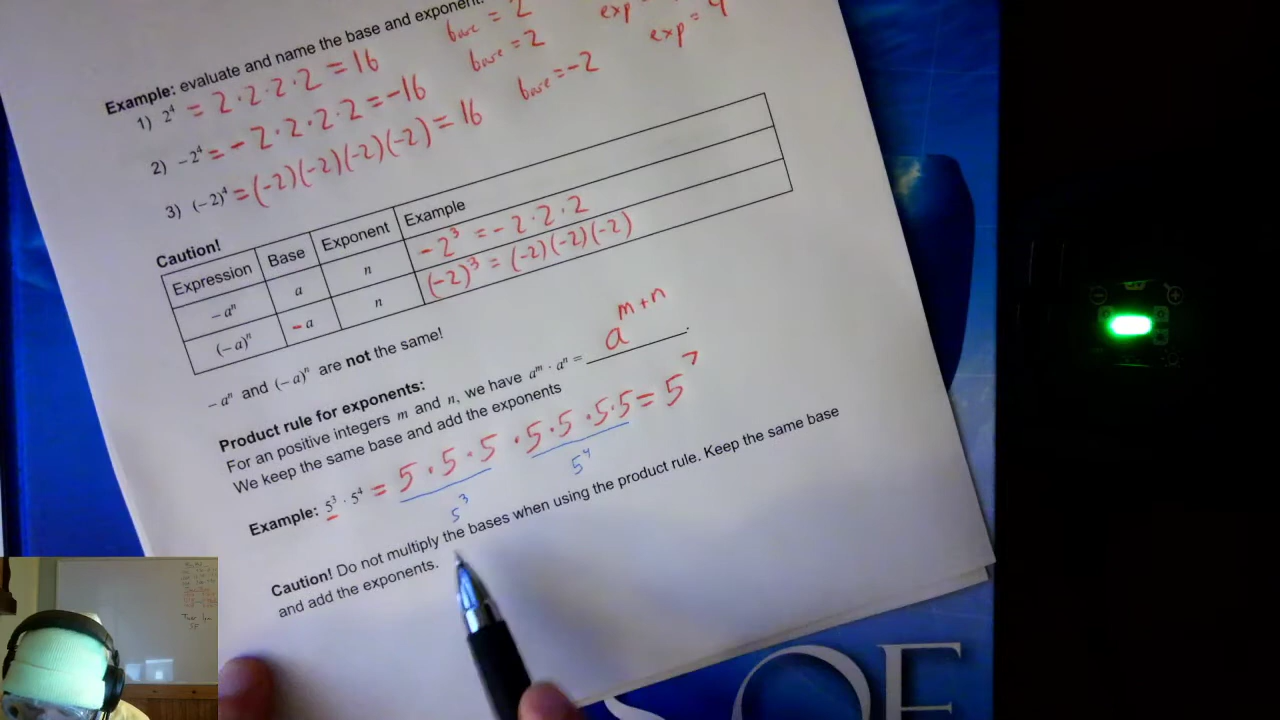 Example: evaluate and name the base and exponent.
1) 2⁴ = 2·2·2·2 = 16 base = 2 exp =
2) −2⁴ = −2·2·2·2 = −16 base = 2 exp = 4
3) (−2)⁴ = (−2)(−2)(−2)(−2) = 16 base = −2
Caution!
Expression Base Exponent Example
−aⁿ a n −2³ = −2·2·2
(−a)ⁿ −a n (−2)³ = (−2)(−2)(−2)
−aⁿ and (−a)ⁿ are not the same!
Product rule for exponents:
For an positive integers m and n, we have aᵐ · aⁿ = aᵐ⁺ⁿ.
We keep the same base and add the exponents
Example: 5³ · 5⁴ = 5·5·5 · 5·5·5·5 = 5⁷
5³ 5⁴
Caution! Do not multiply the bases when using the product rule. Keep the same base
and add the exponents.
OF